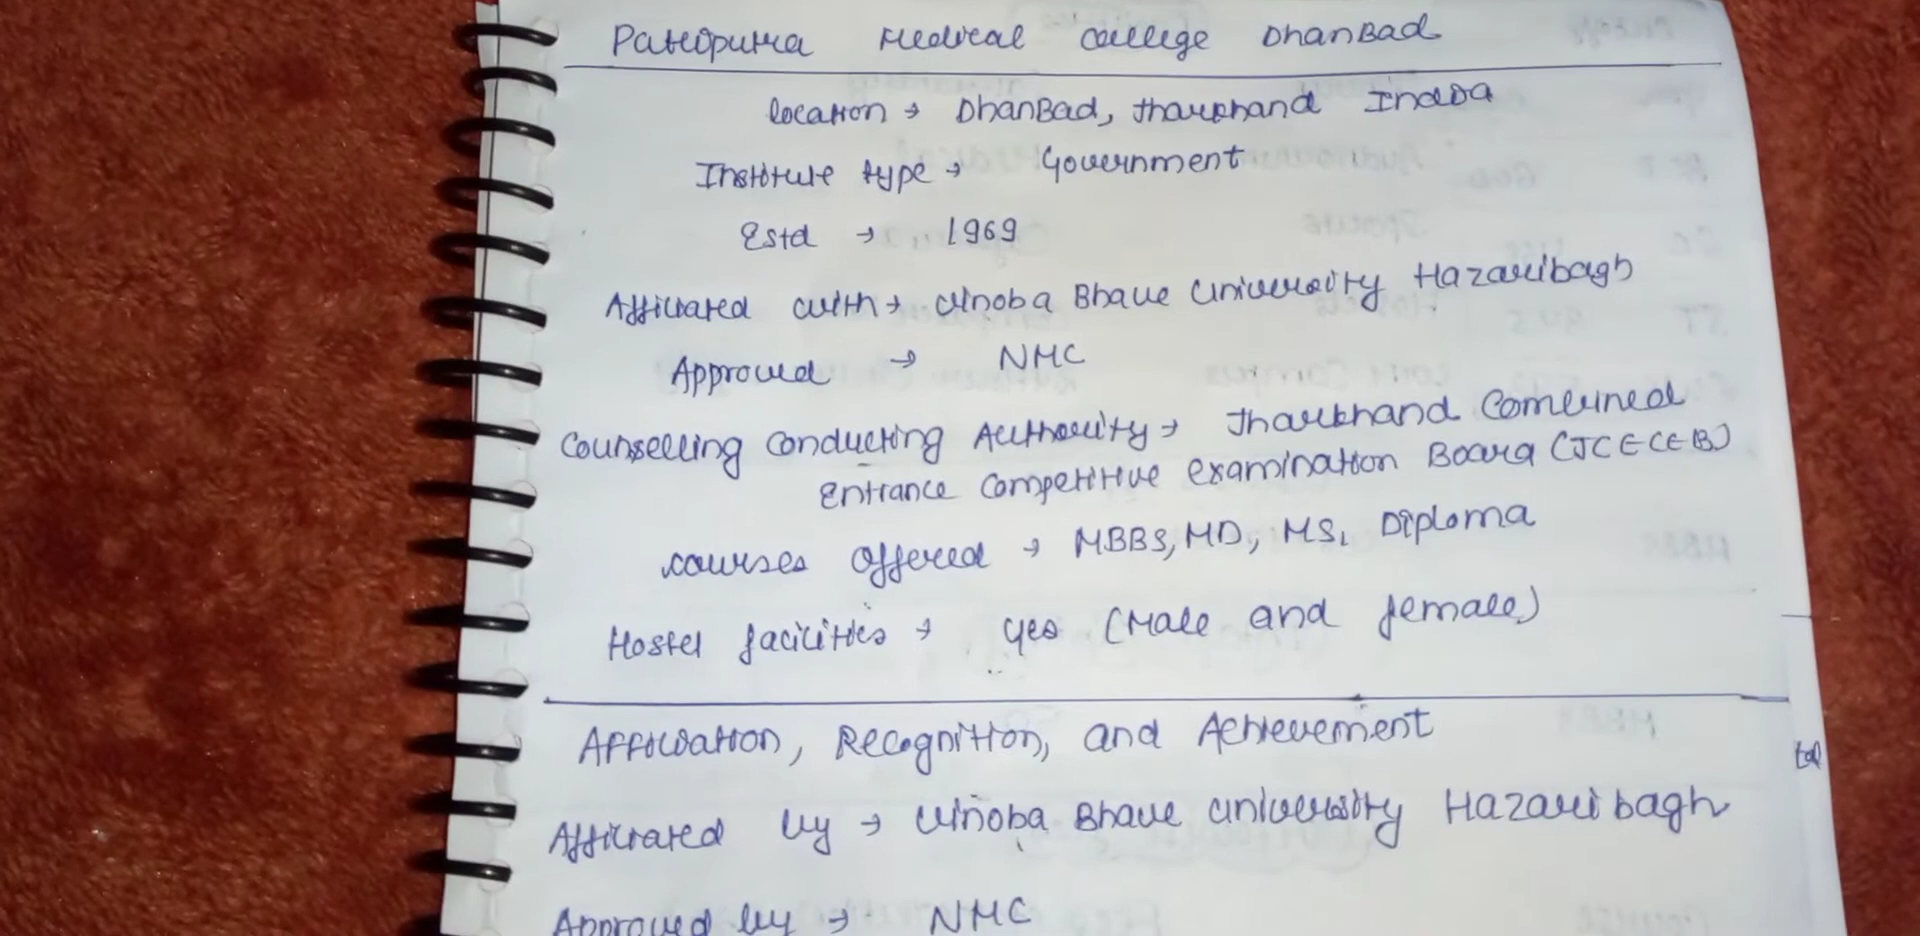 Patliputra Medical College DhanBad
location → DhanBad, Jharkhand India
Institute type → Government
Estd → 1969
Affiliated with → Vinoba Bhave University Hazaribagh
Approved → NMC
Counselling Conducting Authority → Jharkhand Combined
Entrance Competitive Examination Board (JCECEB)
courses offered → MBBS, MD, MS, Diploma
Hostel facilities → yes (Male and female)
Affiliation, Recognition, and Achievement
Affiliated by → Vinoba Bhave University Hazaribagh
Approved by → NMC